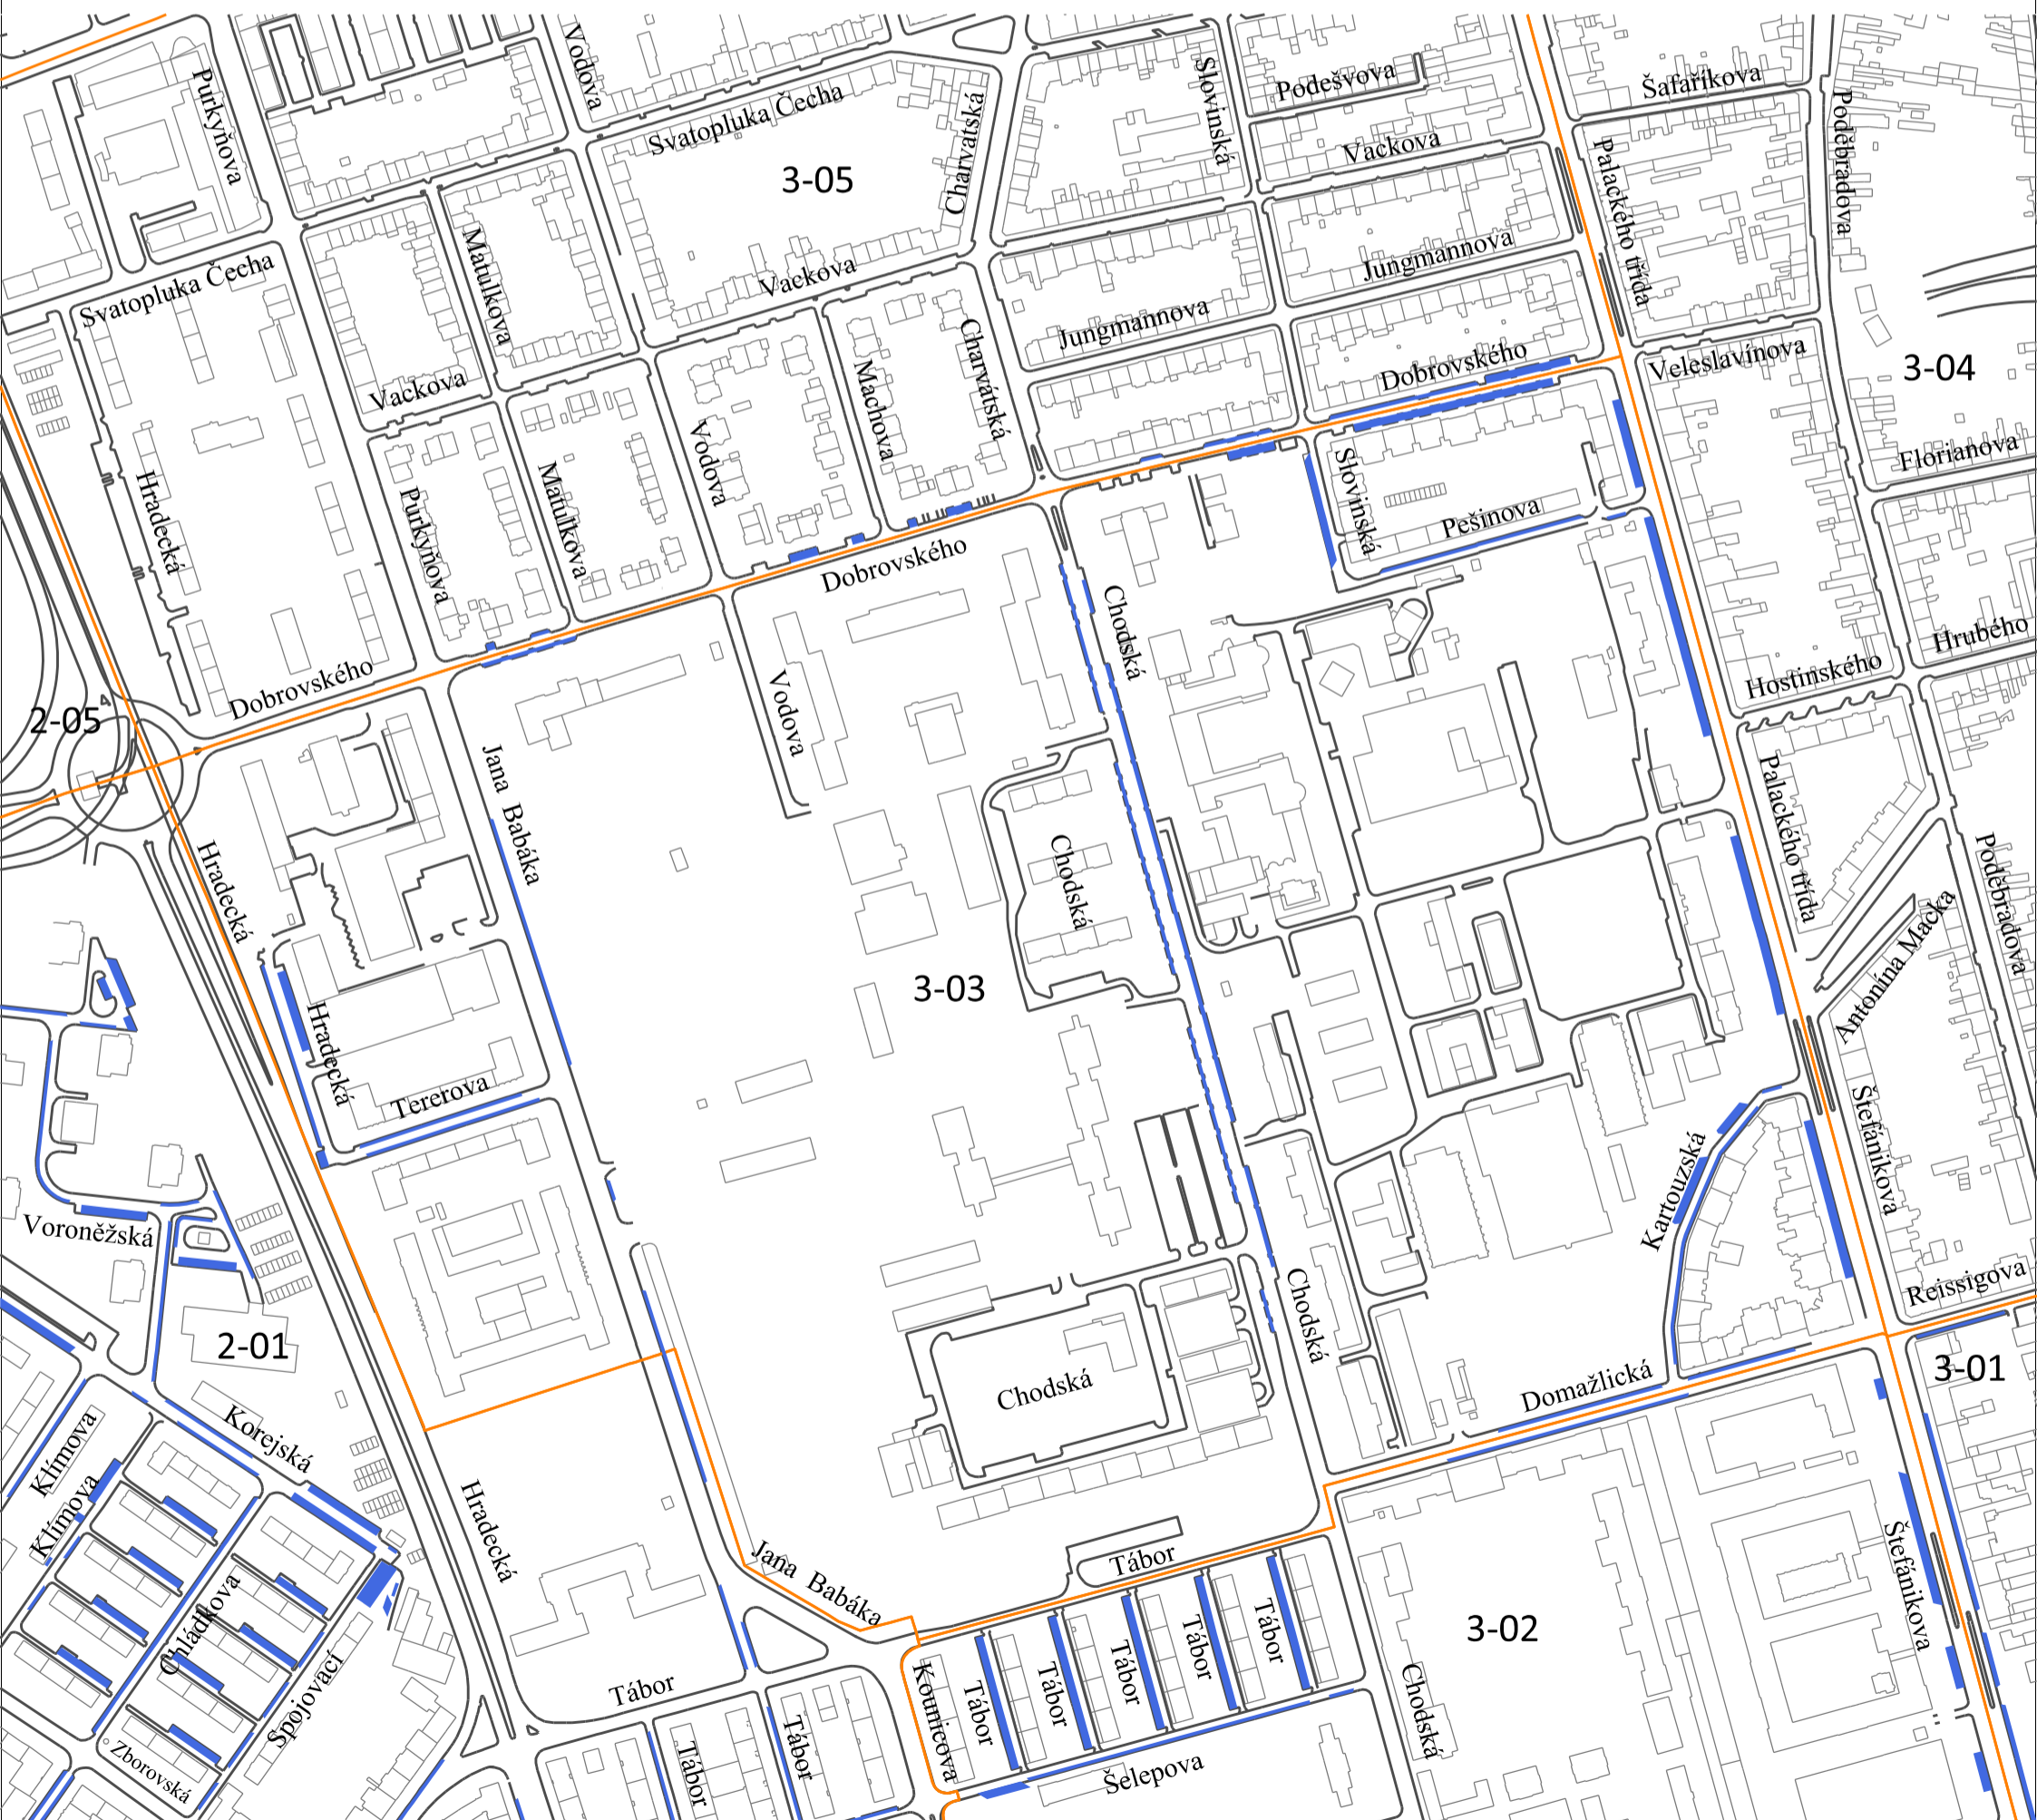 Vodova
Purkyňova
Svatopluka Čecha
Charvatská
Slovinská
Podešvova
Šafaříkova
Vackova
Palackého třída
Poděbradova
3-05
Svatopluka Čecha
Matulkova
Vackova
Jungmannova
Jungmannova
Vackova
Machova
Charvátská
Dobrovského
Veleslavínova
3-04
Hradecká
Purkyňova
Matulkova
Vodova
Slovinská
Pešinova
Florianova
Dobrovského
Chodská
Hrubého
Hostinského
Dobrovského
2-05
Vodova
Jana Babáka
Palackého třída
Poděbradova
Hradecká
Chodská
Antonína Macka
3-03
Hradecká
Tererova
Štefánikova
Kartouzská
Voroněžská
Reissigova
2-01
Chodská
Chodská
Domažlická
3-01
Korejská
Klímova
Klímova
Hradecká
Jana Babáka
Tábor
Štefánikova
Chládkova
3-02
Spojovací
Tábor
Kounicova
Tábor
Tábor
Tábor
Tábor
Tábor
Chodská
Zborovská
Tábor
Tábor
Šelepova